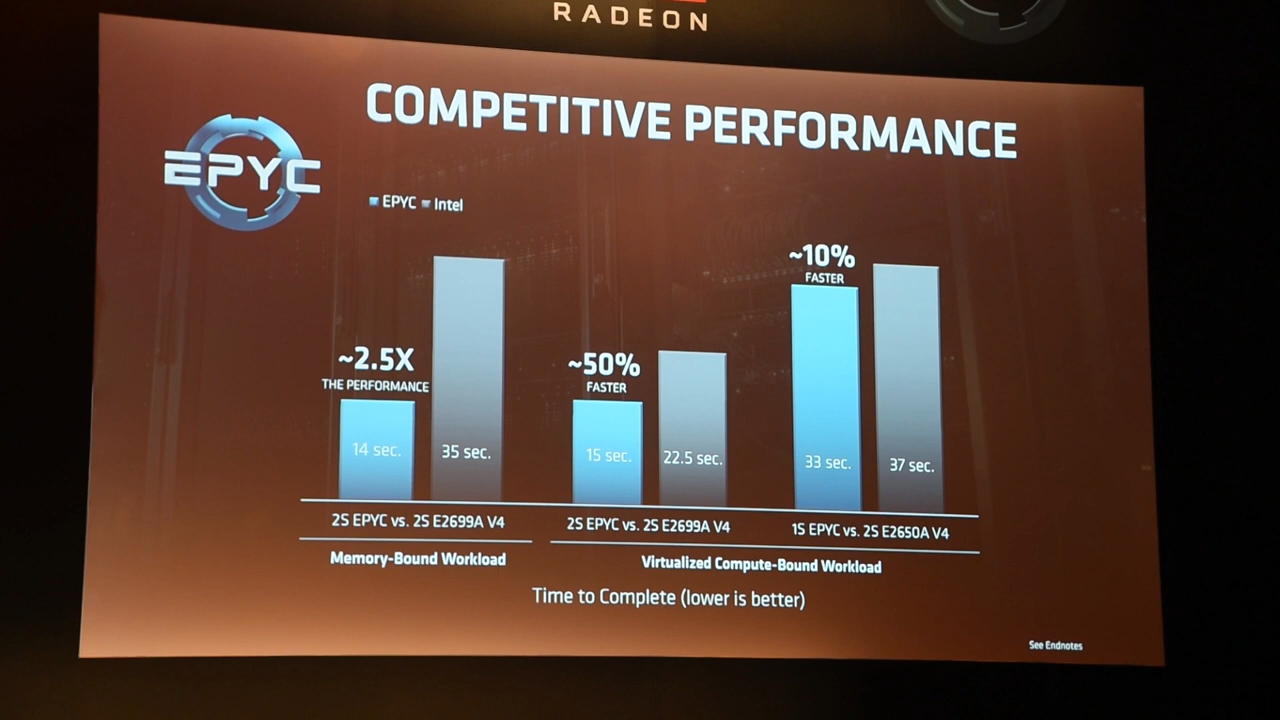 RADEON
COMPETITIVE PERFORMANCE
EPYC
EPYC Intel
~2.5X
THE PERFORMANCE
14 sec.
35 sec.
~50%
FASTER
15 sec.
22.5 sec.
~10%
FASTER
33 sec.
37 sec.
2S EPYC vs. 2S E2699A V4
2S EPYC vs. 2S E2699A V4
1S EPYC vs. 2S E2650A V4
Memory-Bound Workload
Virtualized Compute-Bound Workload
Time to Complete (lower is better)
See Endnotes